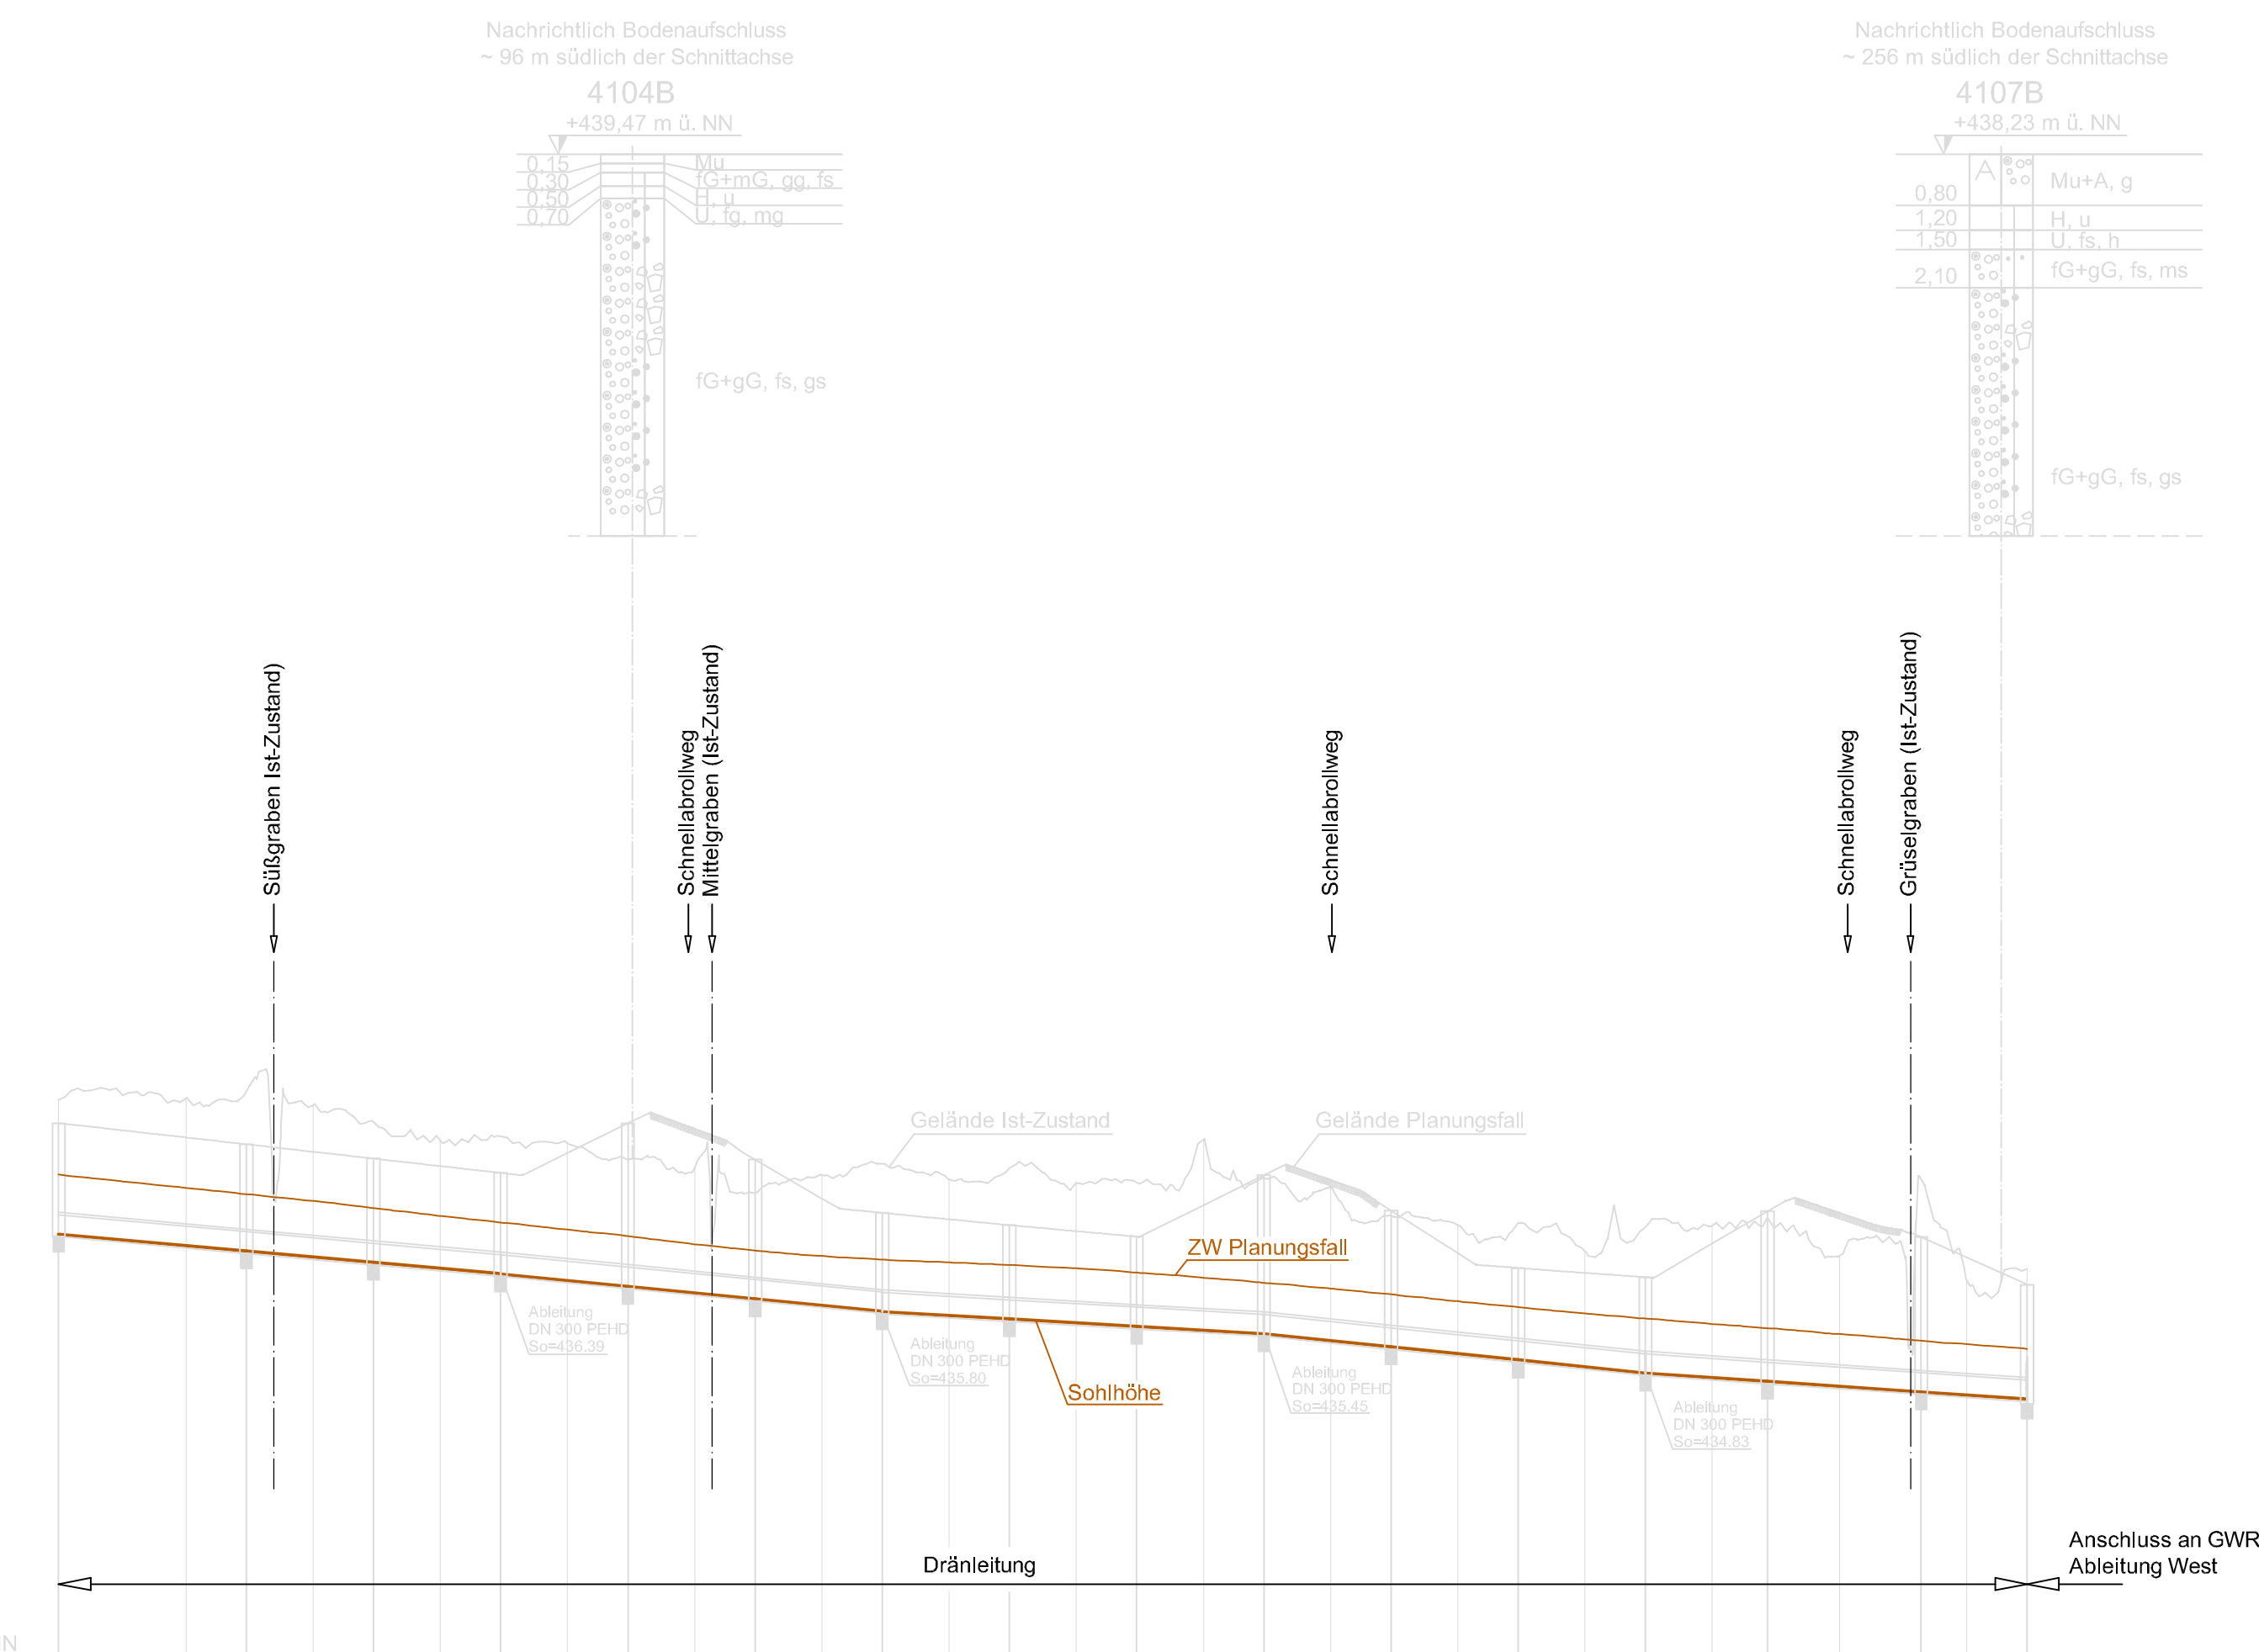 Nachrichtlich Bodenaufschluss
~ 96 m südlich der Schnittachse
4104B
+439,47 m ü. NN
0,15
0,30
0,50
0,70
Mu
fG+mG, gg, fs
H, u
U, fg, mg
fG+gG, fs, gs
Nachrichtlich Bodenaufschluss
~ 256 m südlich der Schnittachse
4107B
+438,23 m ü. NN
A
0,80
1,20
1,50
2,10
Mu+A, g
H, u
U, fs, h
fG+gG, fs, ms
fG+gG, fs, gs
Süßgraben Ist-Zustand)
Schnellabrollweg
Mittelgraben (Ist-Zustand)
Schnellabrollweg
Schnellabrollweg
Grüselgraben (Ist-Zustand)
Gelände Ist-Zustand
Gelände Planungsfall
ZW Planungsfall
Sohlhöhe
Ableitung
DN 300 PEHD
So=436.39
Ableitung
DN 300 PEHD
So=435.80
Ableitung
DN 300 PEHD
So=435.45
Ableitung
DN 300 PEHD
So=434.83
Dränleitung
Anschluss an GWR
Ableitung West
N